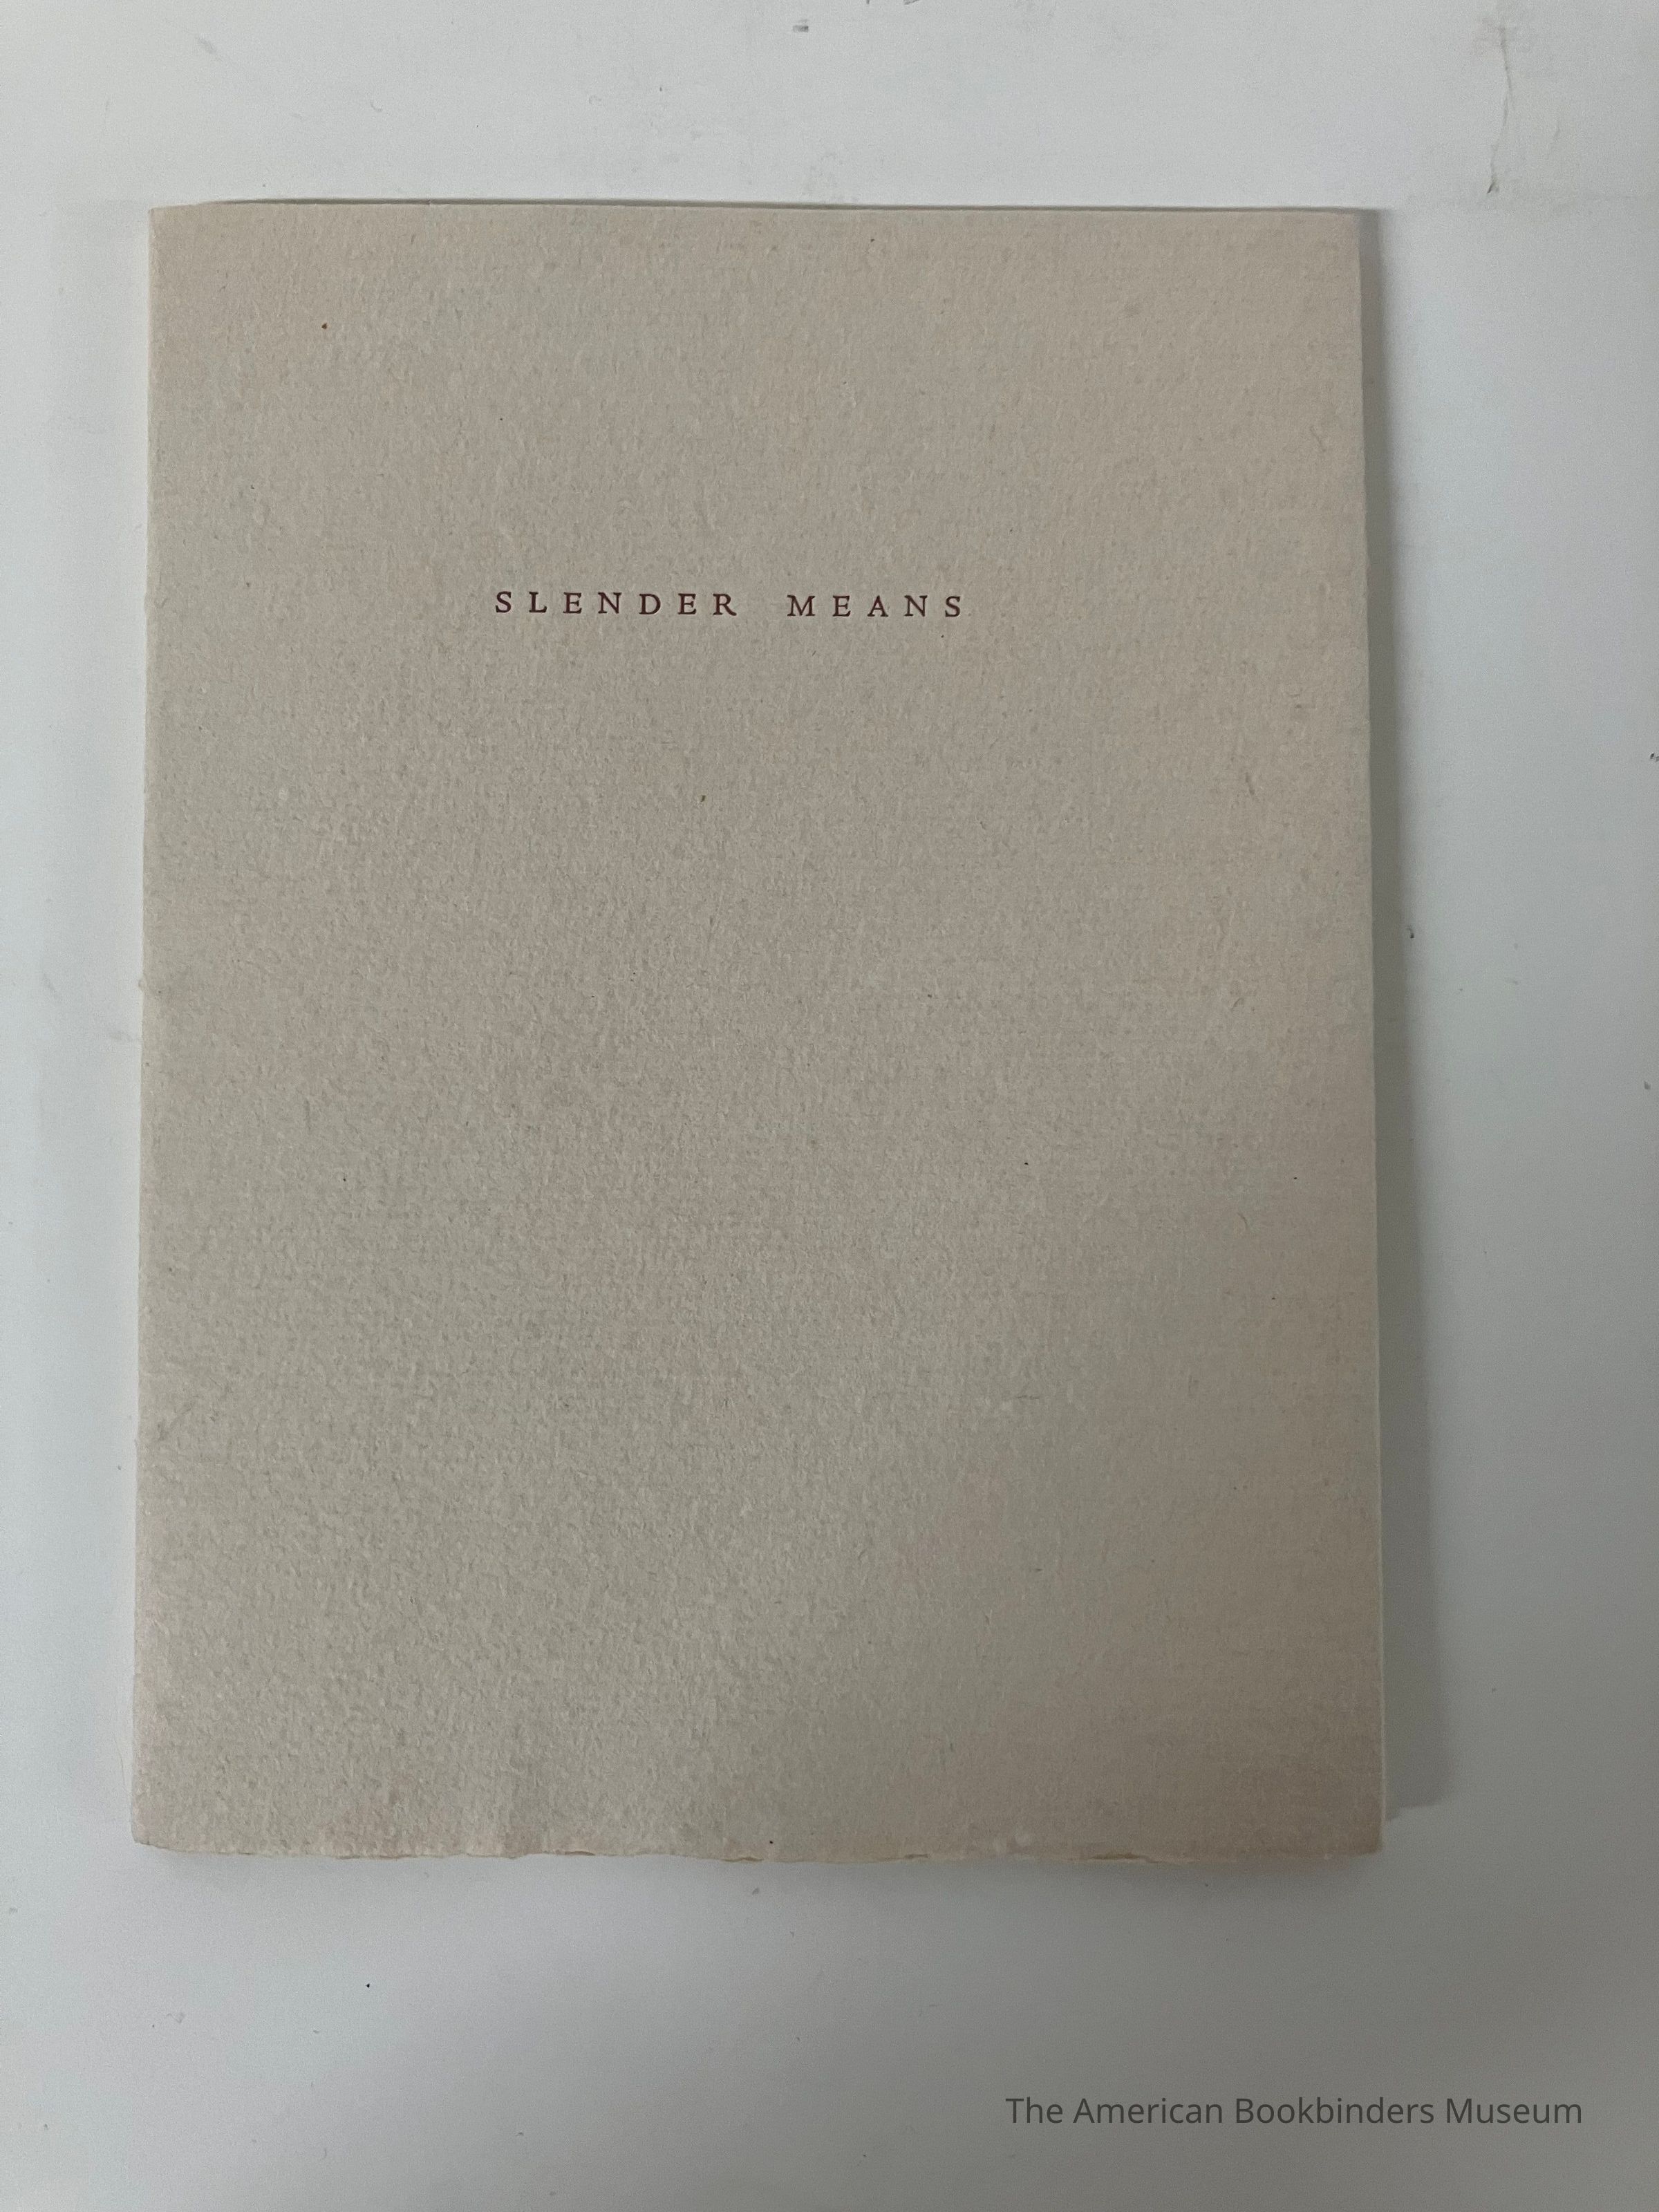 SLENDER MEANS
The American Bookbinders Museum